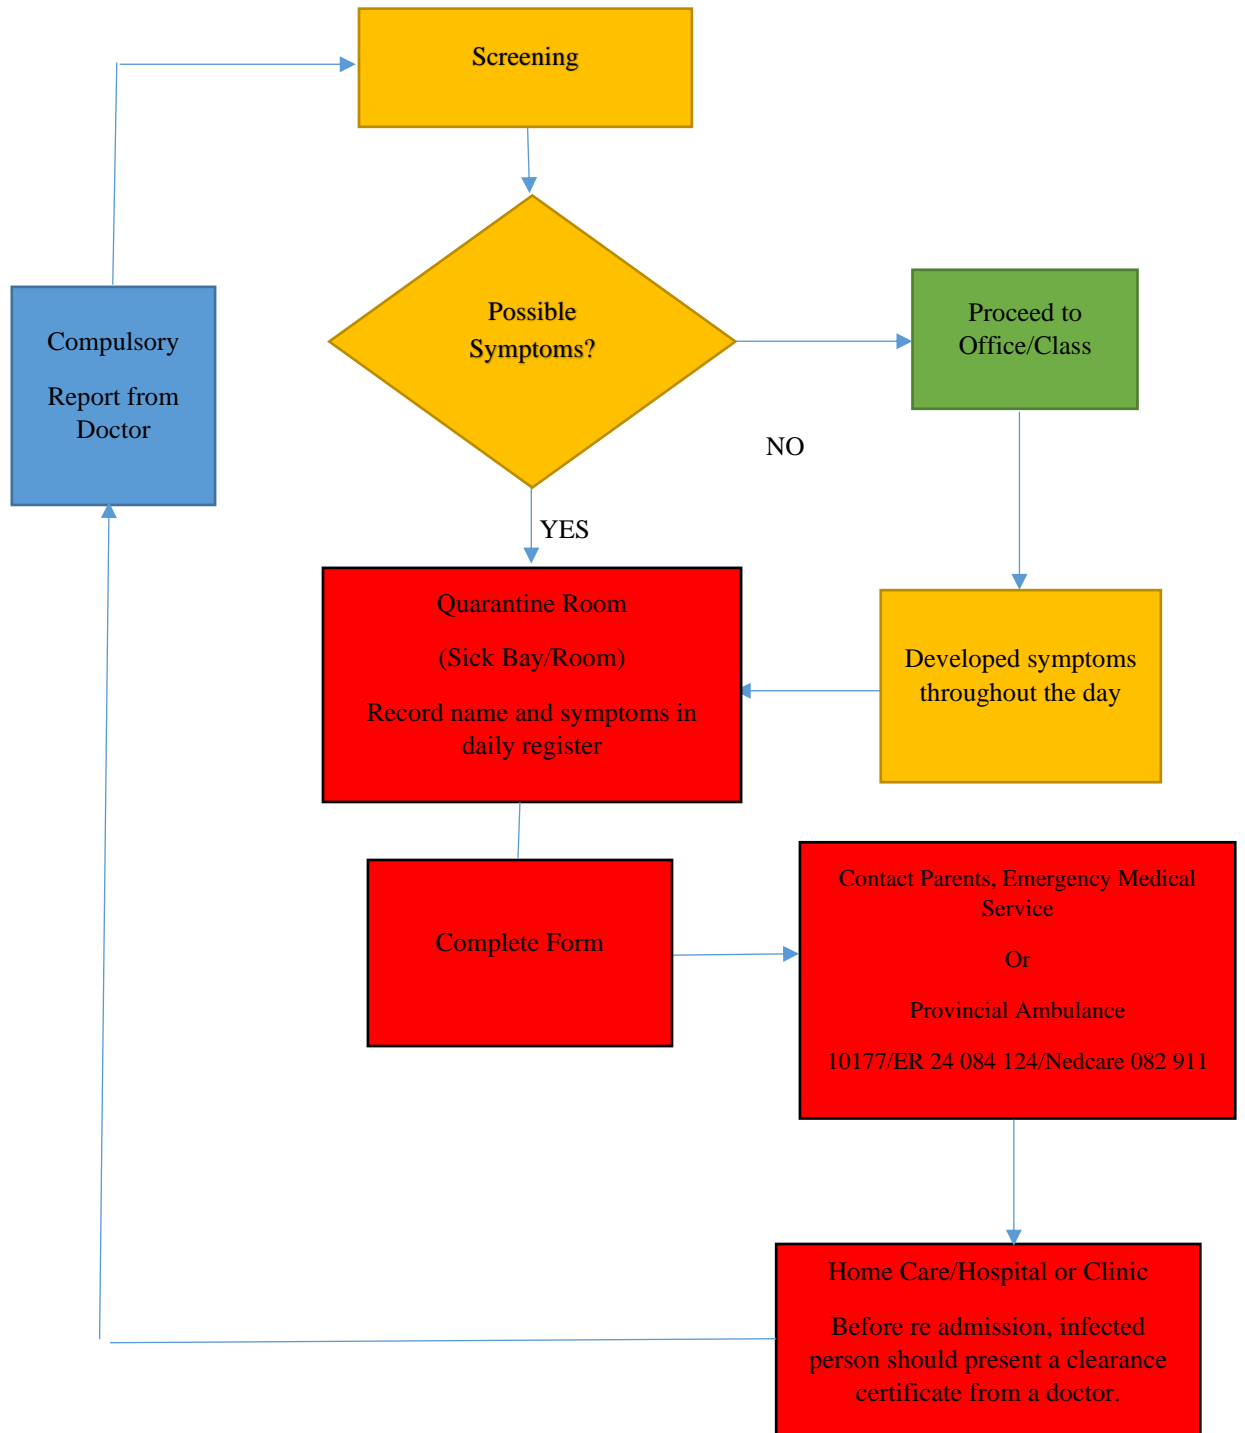 Screening
Possible
Symptoms?
Proceed to
Office/Class
Compulsory
Report from
Doctor
NO
YES
Quarantine Room
(Sick Bay/Room)
Record name and symptoms in
daily register
Developed symptoms
throughout the day
Complete Form
Contact Parents, Emergency Medical
Service
Or
Provincial Ambulance
10177/ER 24 084 124/Nedcare 082 911
Home Care/Hospital or Clinic
Before re admission, infected
person should present a clearance
certificate from a doctor.